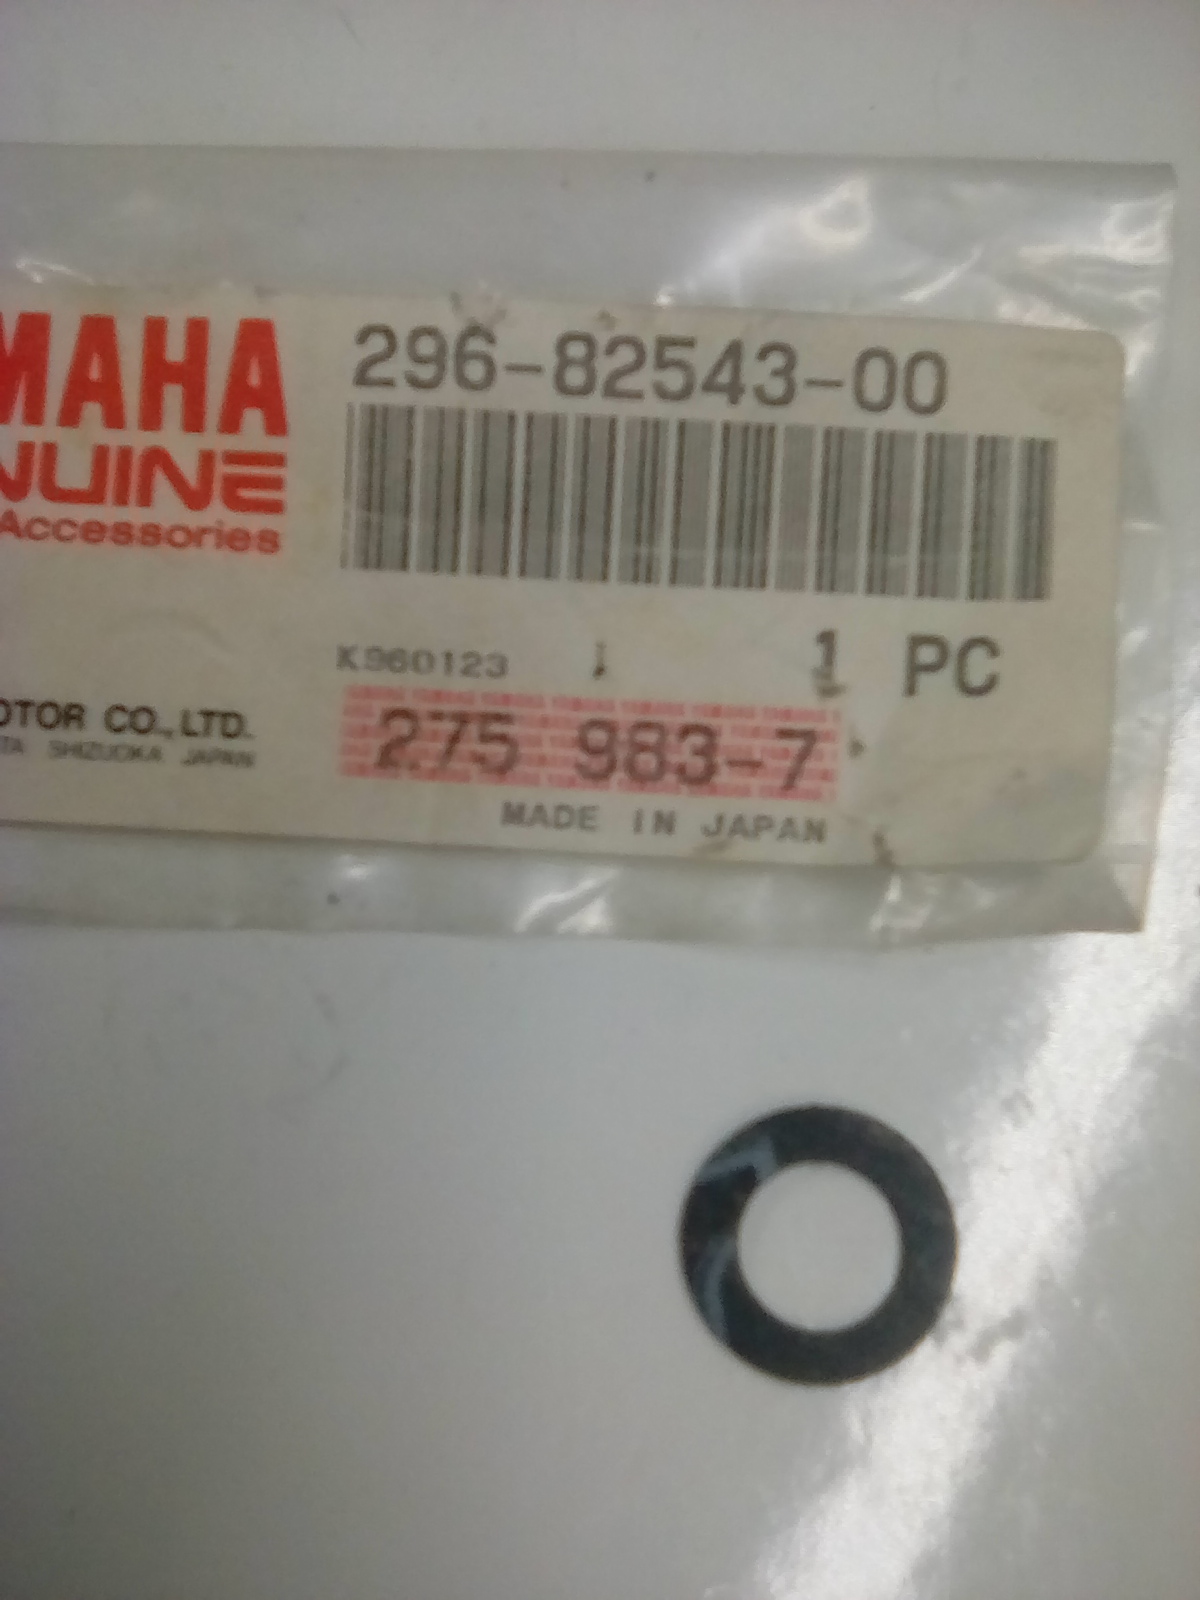 MAHA
NUINE
Accessories
OTOR CO., LTD.
TA SHIZUOKA JAPAN
296-82543-00
K960123 1 PC
275 983-7
MADE IN JAPAN